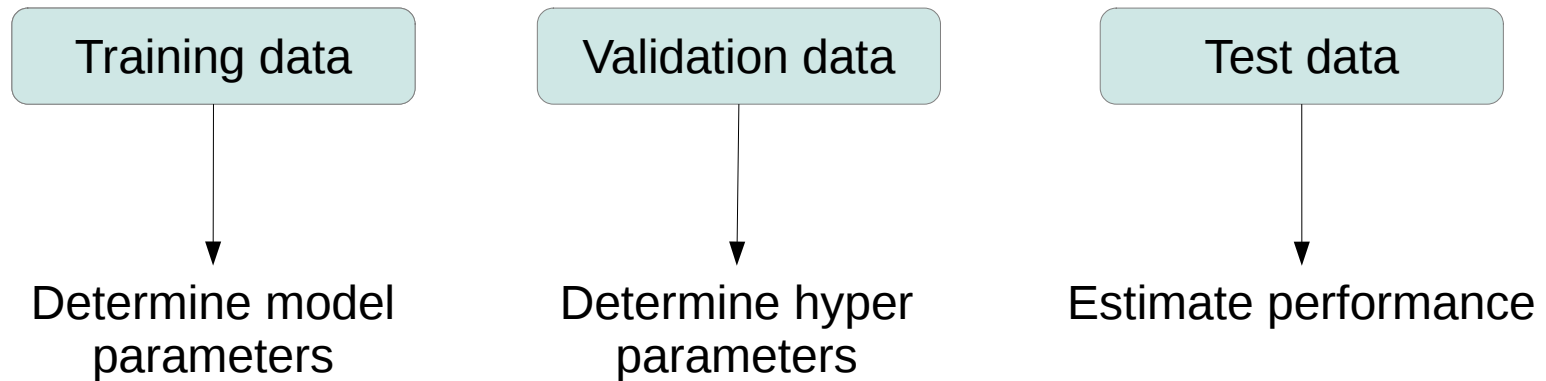 Training data
Validation data
Test data
Determine model
parameters
Determine hyper
parameters
Estimate performance